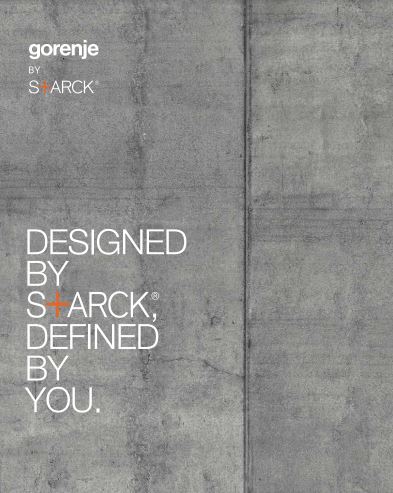 gorenje
BY
S+ARCK®
DESIGNED
BY
S+ARCK®,
DEFINED
BY
YOU.